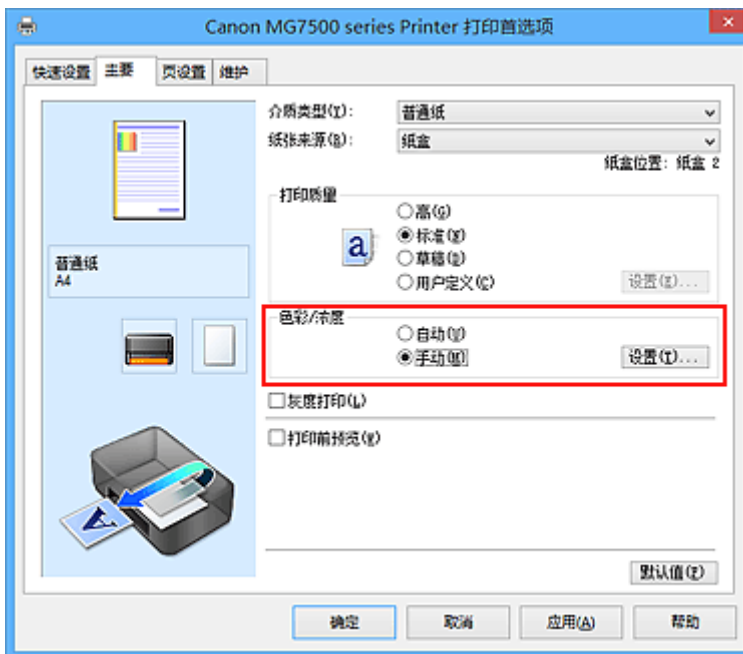 Canon MG7500 series Printer 打印首选项
快速设置 主要 页设置 维护
介质类型(Y): 普通纸
纸张来源(R): 纸盒
纸盒位置: 纸盒 2
打印质量
高(G)
a 标准(N)
草稿(D)
用户定义(C) 设置(E)...
普通纸
A4
色彩/浓度
自动(U)
手动(M) 设置(T)...
灰度打印(L)
打印前预览(W)
A
默认值(F)
确定 取消 应用(A) 帮助